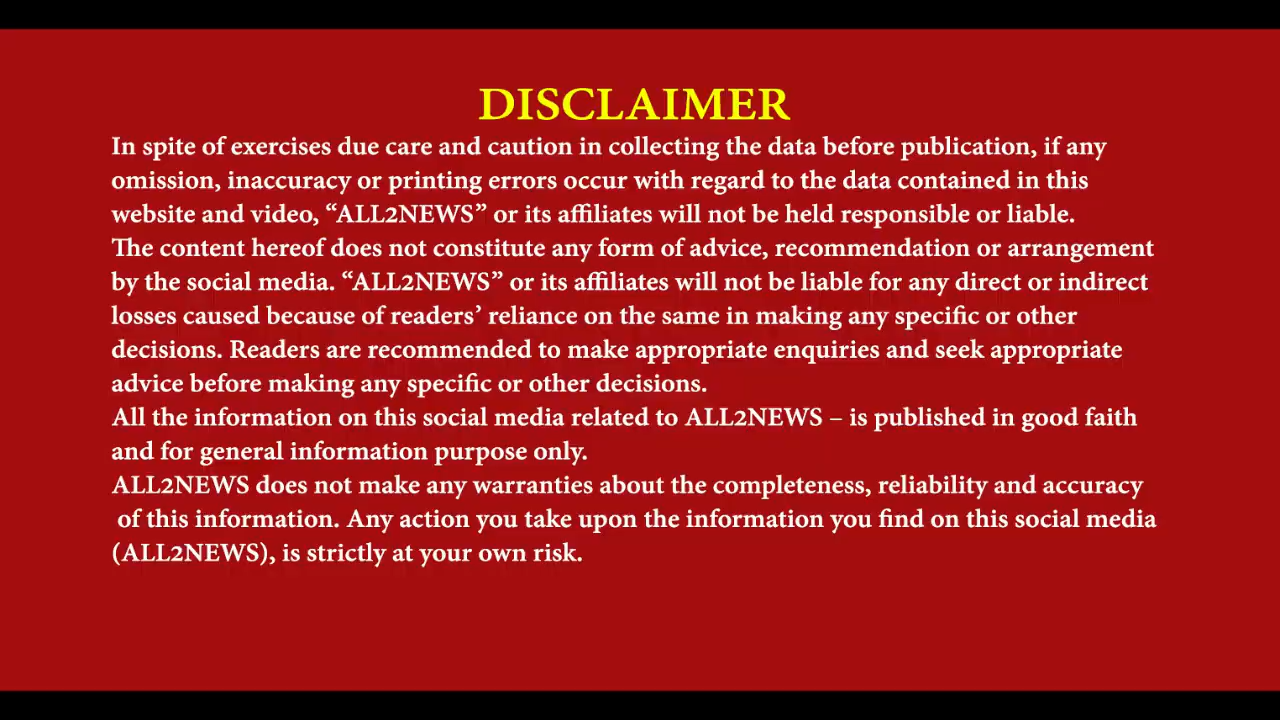 DISCLAIMER
In spite of exercises due care and caution in collecting the data before publication, if any
omission, inaccuracy or printing errors occur with regard to the data contained in this
website and video, “ALL2NEWS” or its affiliates will not be held responsible or liable.
The content hereof does not constitute any form of advice, recommendation or arrangement
by the social media. “ALL2NEWS” or its affiliates will not be liable for any direct or indirect
losses caused because of readers’ reliance on the same in making any specific or other
decisions. Readers are recommended to make appropriate enquiries and seek appropriate
advice before making any specific or other decisions.
All the information on this social media related to ALL2NEWS – is published in good faith
and for general information purpose only.
ALL2NEWS does not make any warranties about the completeness, reliability and accuracy
of this information. Any action you take upon the information you find on this social media
(ALL2NEWS), is strictly at your own risk.